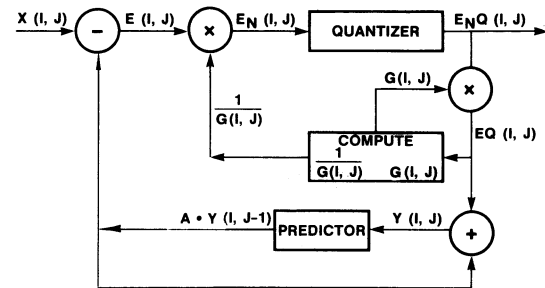 X (I, J)
E (I, J)
E_N (I, J)
E_NQ (I, J)
−
×
QUANTIZER
G(I, J)
×
1
G(I, J)
EQ (I, J)
COMPUTE
1
G(I, J)
G(I, J)
A • Y (I, J-1)
Y (I, J)
PREDICTOR
+